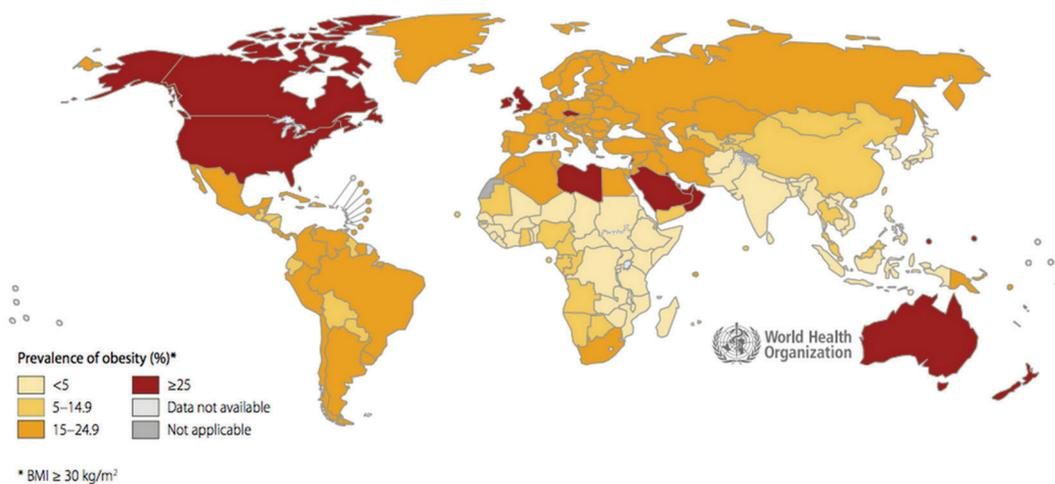 World Health
Organization
Prevalence of obesity (%)*
<5
≥25
5–14.9
Data not available
15–24.9
Not applicable
* BMI ≥ 30 kg/m²